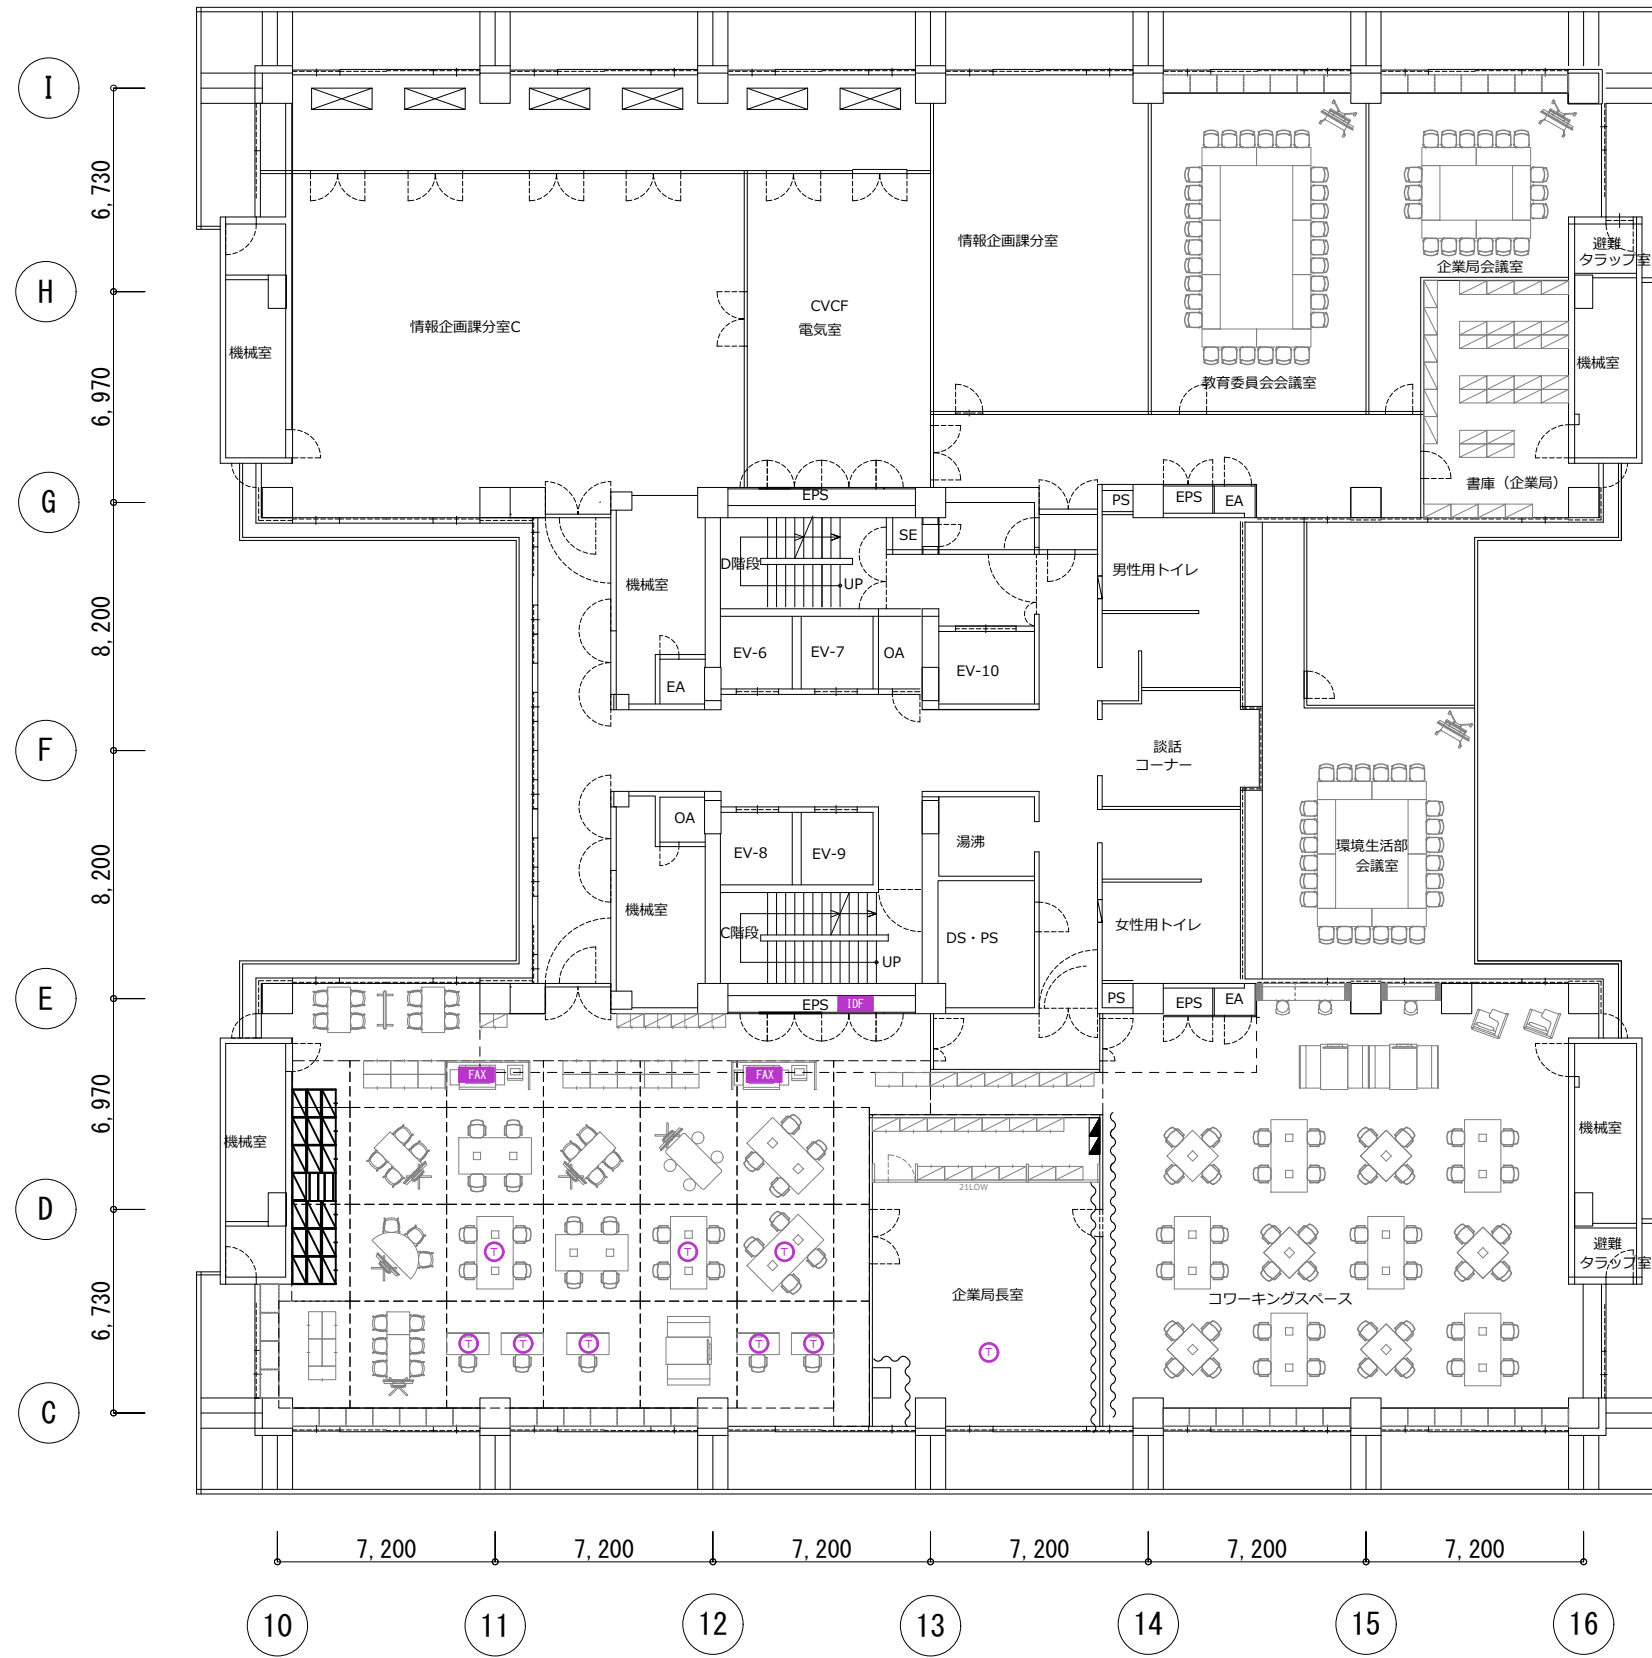 I
6,730
情報企画課分室
避難
タラップ室
企業局会議室
H
CVCF
電気室
情報企画課分室C
機械室
機械室
6,970
教育委員会会議室
書庫（企業局）
G
EPS
PS
EPS
EA
SE
D階段
UP
機械室
男性用トイレ
8,200
EV-6
EV-7
OA
EV-10
EA
F
談話
コーナー
OA
EV-8
EV-9
湯沸
環境生活部
会議室
8,200
機械室
C階段
UP
DS・PS
女性用トイレ
E
EPS
IDF
PS
EPS
EA
FAX
FAX
6,970
機械室
機械室
21LOW
D
避難
タラップ室
T
T
T
企業局長室
コワーキングスペース
6,730
T
T
T
T
T
T
C
7,200
7,200
7,200
7,200
7,200
7,200
10
11
12
13
14
15
16